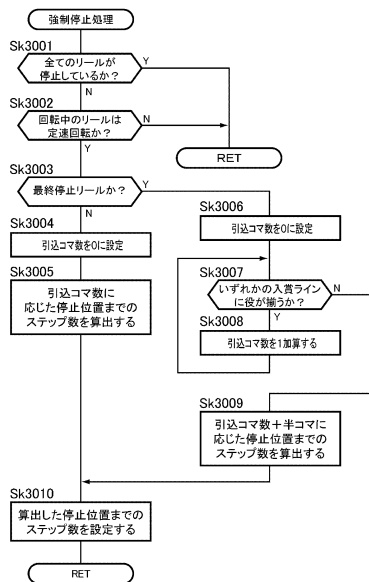 強制停止処理
Sk3001
全てのリールが
停止しているか?
Y
N
Sk3002
回転中のリールは
定速回転か?
N
Y
RET
Sk3003
最終停止リールか?
Y
N
Sk3004
引込コマ数を0に設定
Sk3005
引込コマ数に
応じた停止位置までの
ステップ数を算出する
Sk3006
引込コマ数を0に設定
Sk3007
いずれかの入賞ライン
に役が揃うか?
N
Y
Sk3008
引込コマ数を1加算する
Sk3009
引込コマ数+半コマに
応じた停止位置までの
ステップ数を算出する
Sk3010
算出した停止位置までの
ステップ数を設定する
RET